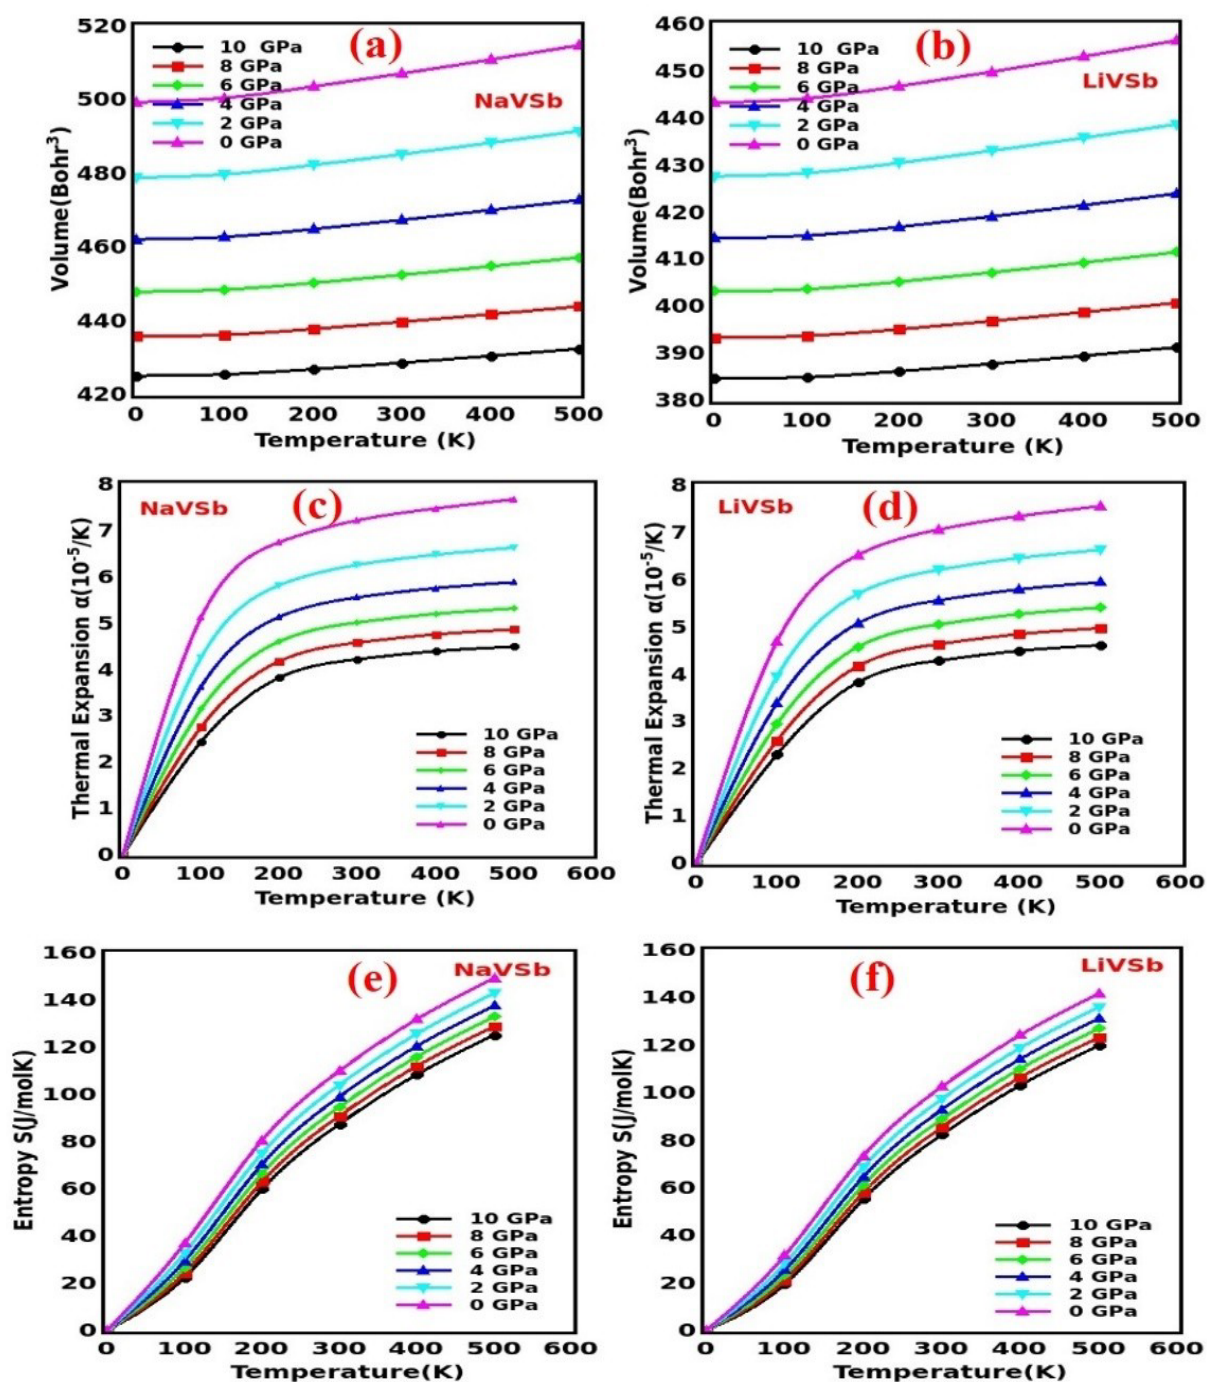 (a)
NaVSb
10 GPa
8 GPa
6 GPa
4 GPa
2 GPa
0 GPa
Volume(Bohr³)
520
500
480
460
440
420
0 100 200 300 400 500
Temperature (K)
(b)
LiVSb
10 GPa
8 GPa
6 GPa
4 GPa
2 GPa
0 GPa
Volume(Bohr³)
460
450
440
430
420
410
400
390
380
0 100 200 300 400 500
Temperature (K)
NaVSb
(c)
Thermal Expansion α(10⁻⁵/K)
8
7
6
5
4
3
2
1
0
10 GPa
8 GPa
6 GPa
4 GPa
2 GPa
0 GPa
0 100 200 300 400 500 600
Temperature (K)
LiVSb
(d)
Thermal Expansion α(10⁻⁵/K)
8
7
6
5
4
3
2
1
0
10 GPa
8 GPa
6 GPa
4 GPa
2 GPa
0 GPa
0 100 200 300 400 500 600
Temperature (K)
(e)
NaVSb
Entropy S(J/molK)
160
140
120
100
80
60
40
20
0
10 GPa
8 GPa
6 GPa
4 GPa
2 GPa
0 GPa
0 100 200 300 400 500 600
Temperature(K)
(f)
LiVSb
Entropy S(J/molK)
160
140
120
100
80
60
40
20
0
10 GPa
8 GPa
6 GPa
4 GPa
2 GPa
0 GPa
0 100 200 300 400 500 600
Temperature(K)